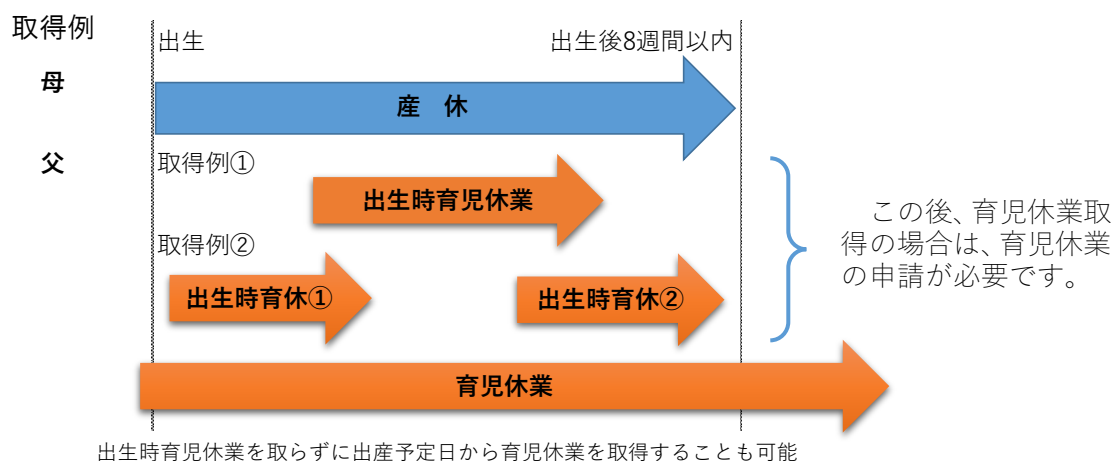 取得例
出生
出生後8週間以内
母
産　休
父
取得例①
出生時育児休業
取得例②
出生時育休①
出生時育休②
この後、育児休業取
得の場合は、育児休業
の申請が必要です。
育児休業
出生時育児休業を取らずに出産予定日から育児休業を取得することも可能